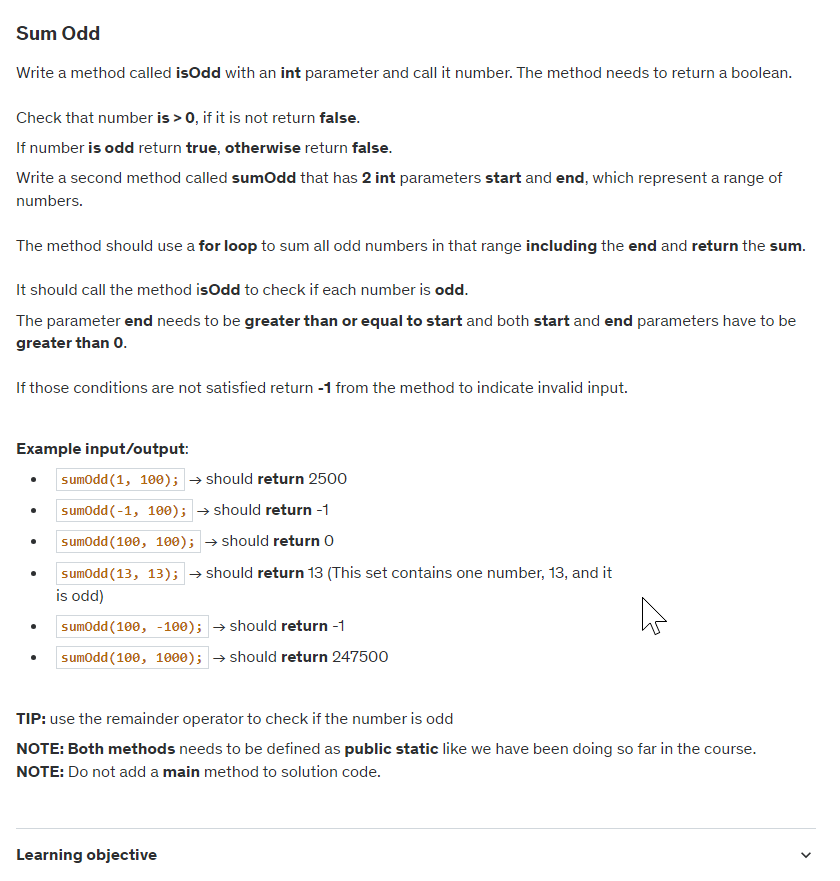 Sum Odd
Write a method called isOdd with an int parameter and call it number. The method needs to return a boolean.
Check that number is > 0, if it is not return false.
If number is odd return true, otherwise return false.
Write a second method called sumOdd that has 2 int parameters start and end, which represent a range of
numbers.
The method should use a for loop to sum all odd numbers in that range including the end and return the sum.
It should call the method isOdd to check if each number is odd.
The parameter end needs to be greater than or equal to start and both start and end parameters have to be
greater than 0.
If those conditions are not satisfied return -1 from the method to indicate invalid input.
Example input/output:
• sumOdd(1, 100); → should return 2500
• sumOdd(-1, 100); → should return -1
• sumOdd(100, 100); → should return 0
• sumOdd(13, 13); → should return 13 (This set contains one number, 13, and it
is odd)
• sumOdd(100, -100); → should return -1
• sumOdd(100, 1000); → should return 247500
TIP: use the remainder operator to check if the number is odd
NOTE: Both methods needs to be defined as public static like we have been doing so far in the course.
NOTE: Do not add a main method to solution code.
Learning objective